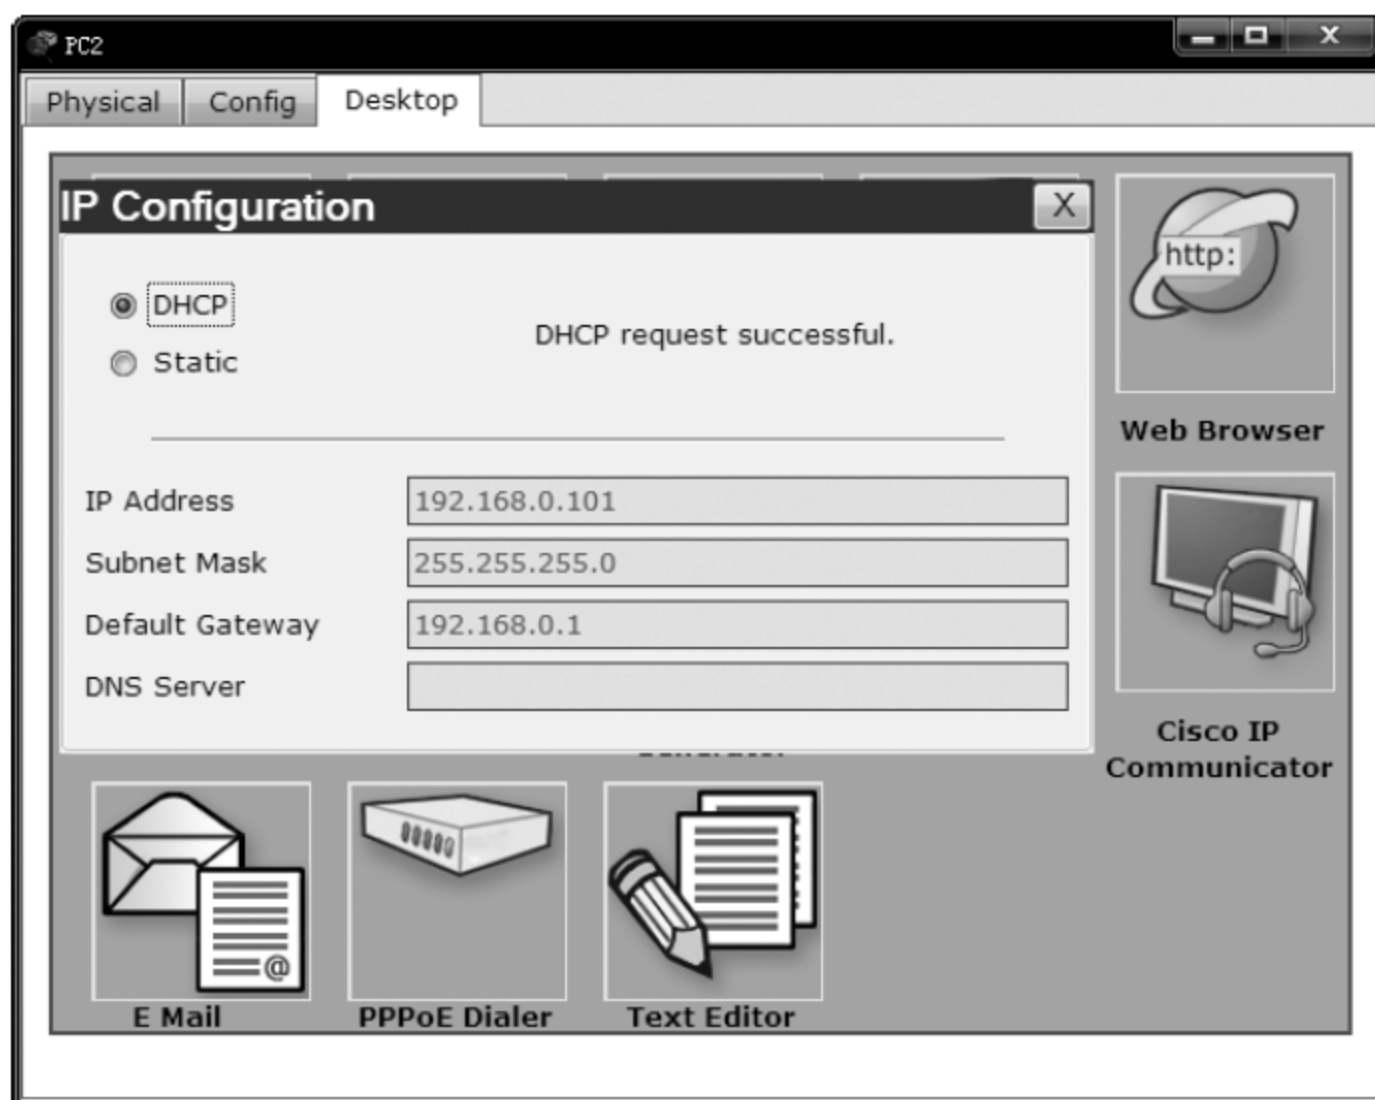 PC2
Physical
Config
Desktop
IP Configuration
X
DHCP
Static
DHCP request successful.
IP Address
192.168.0.101
Subnet Mask
255.255.255.0
Default Gateway
192.168.0.1
DNS Server
http:
Web Browser
Cisco IP
Communicator
@
E Mail
PPPoE Dialer
Text Editor